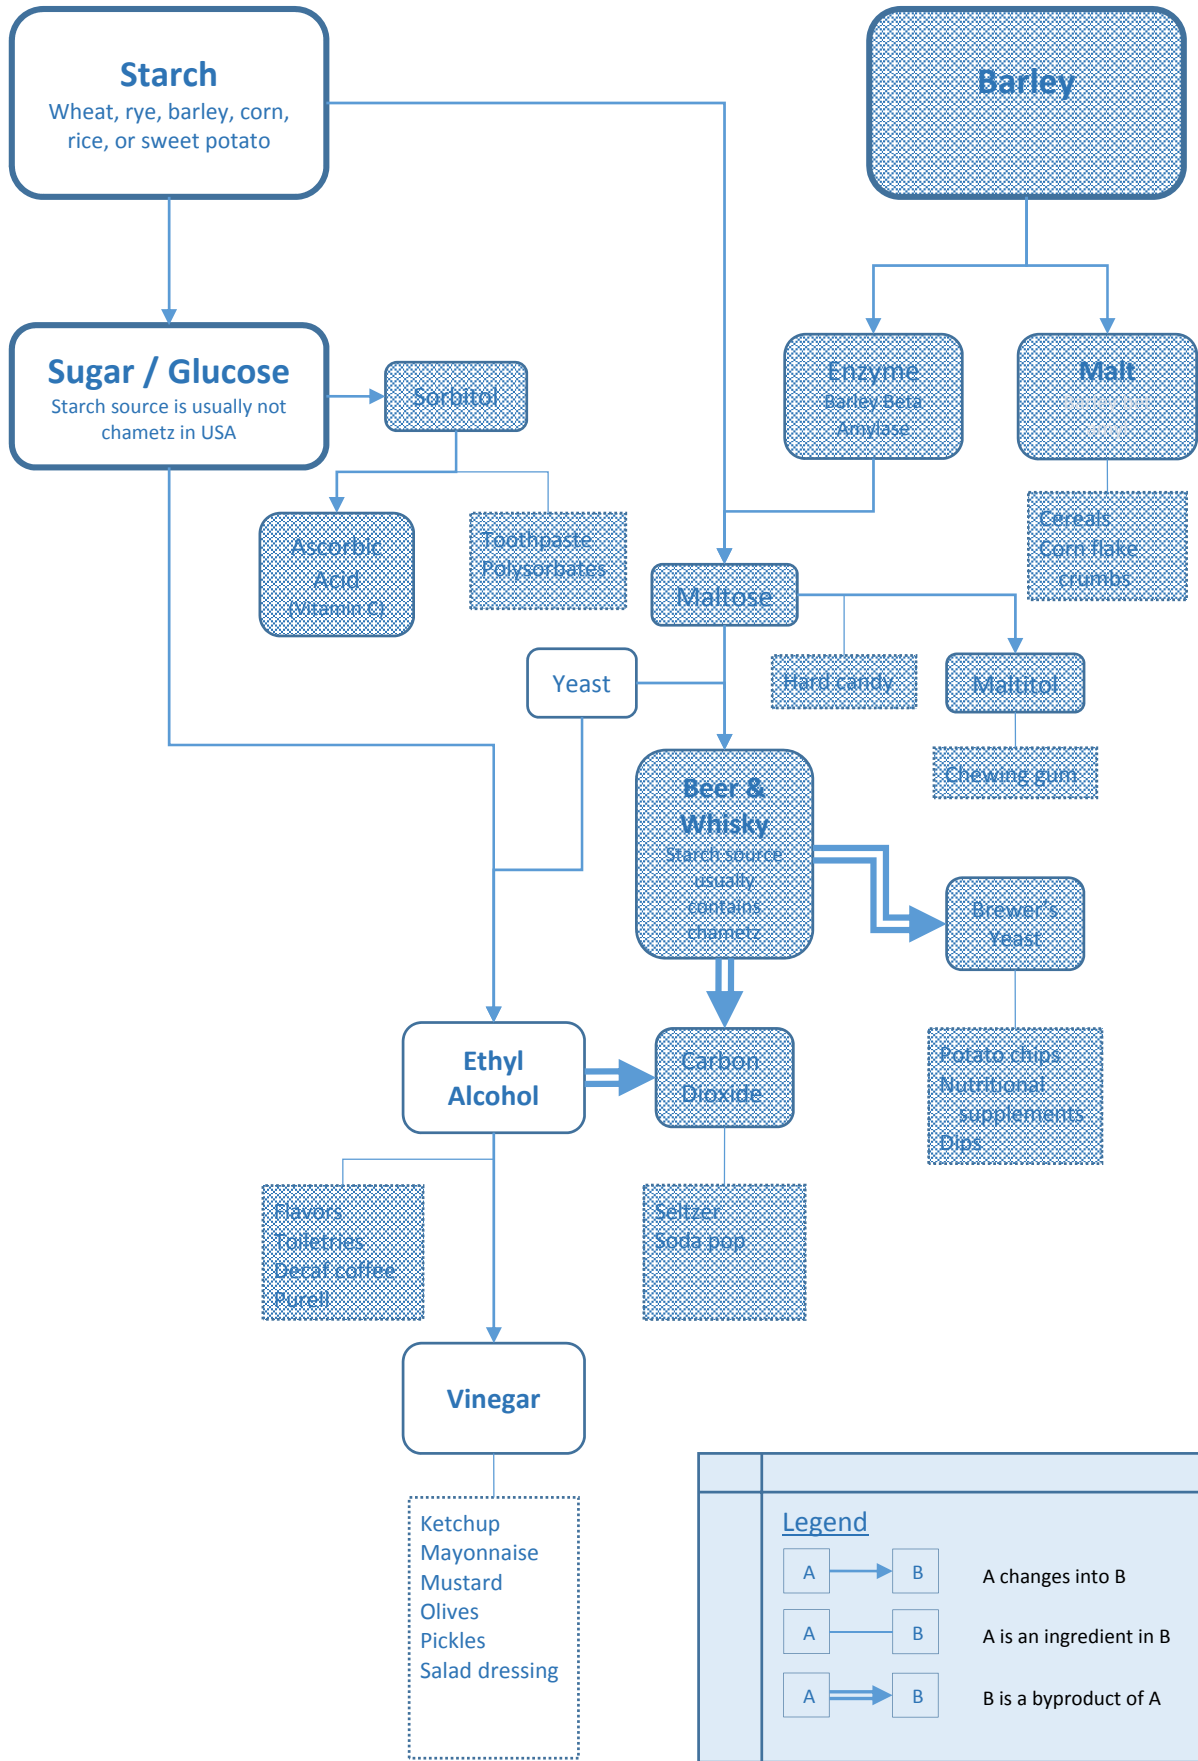 Starch
Wheat, rye, barley, corn,
rice, or sweet potato
Barley
Sugar / Glucose
Starch source is usually not
chametz in USA
Sorbitol
Enzyme
Barley Beta
Amylase
Malt
Ascorbic
Acid
(Vitamin C)
Toothpaste
Polysorbates
Cereals
Corn flake
crumbs
Maltose
Yeast
Hard candy
Maltitol
Chewing gum
Beer &
Whisky
Starch source
usually
contains
chametz
Brewer's
Yeast
Ethyl
Alcohol
Carbon
Dioxide
Potato chips
Nutritional
supplements
Dips
Flavors
Toiletries
Decaf coffee
Purell
Seltzer
Soda pop
Vinegar
Ketchup
Mayonnaise
Mustard
Olives
Pickles
Salad dressing
Legend
A B A changes into B
A B A is an ingredient in B
A B B is a byproduct of A